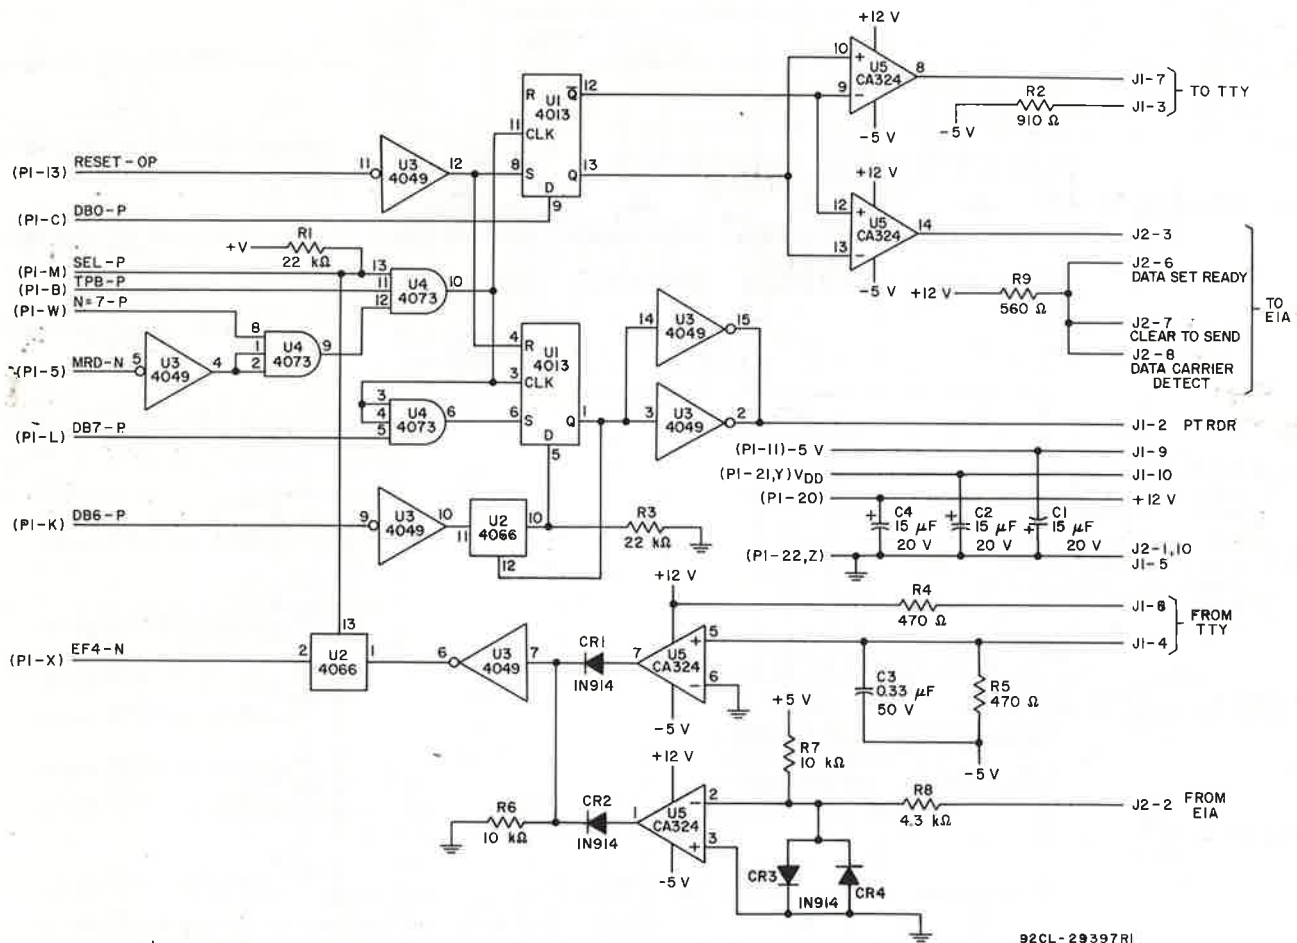 +12 V
10
+
U5
CA324
8
J1-7
TO TTY
9
−
R2
910 Ω
J1-3
-5 V
-5 V
R
U1
4013
Q̅
12
11
CLK
8
S
Q
13
D
9
(P1-13)
RESET-OP
11
U3
4049
12
(P1-C)
DB0-P
+V
R1
22 kΩ
+12 V
12
+
U5
CA324
14
J2-3
13
−
-5 V
J2-6
DATA SET READY
+12 V
R9
560 Ω
J2-7
CLEAR TO SEND
J2-8
DATA CARRIER
DETECT
TO
EIA
(P1-M)
SEL-P
13
(P1-B)
TPB-P
11
U4
4073
10
(P1-W)
N=7-P
12
8
1
U4
4073
9
2
(P1-5)
MRD-N
5
U3
4049
4
4
R
U1
4013
3
CLK
6
S
Q
1
D
5
14
U3
4049
15
3
U3
4049
2
J1-2 PTRDR
3
4
U4
4073
6
5
(P1-L)
DB7-P
(P1-11)-5 V
J1-9
(P1-21,Y)VDD
J1-10
(P1-20)
+12 V
+
C4
15 μF
20 V
+
C2
15 μF
20 V
+
C1
15 μF
20 V
(P1-22,Z)
J2-1,10
J1-5
(P1-K)
DB6-P
9
U3
4049
10
11
U2
4066
10
12
R3
22 kΩ
+12 V
R4
470 Ω
J1-6
FROM
TTY
J1-4
5
+
U5
CA324
7
6
−
-5 V
CR1
1N914
C3
0.33 μF
50 V
R5
470 Ω
-5 V
(P1-X)
EF4-N
2
U2
4066
1
13
6
U3
4049
7
+5 V
R7
10 kΩ
+12 V
2
−
U5
CA324
1
3
+
-5 V
R6
10 kΩ
CR2
1N914
R8
4.3 kΩ
J2-2
FROM
EIA
CR3
1N914
CR4
92CL-29397R1